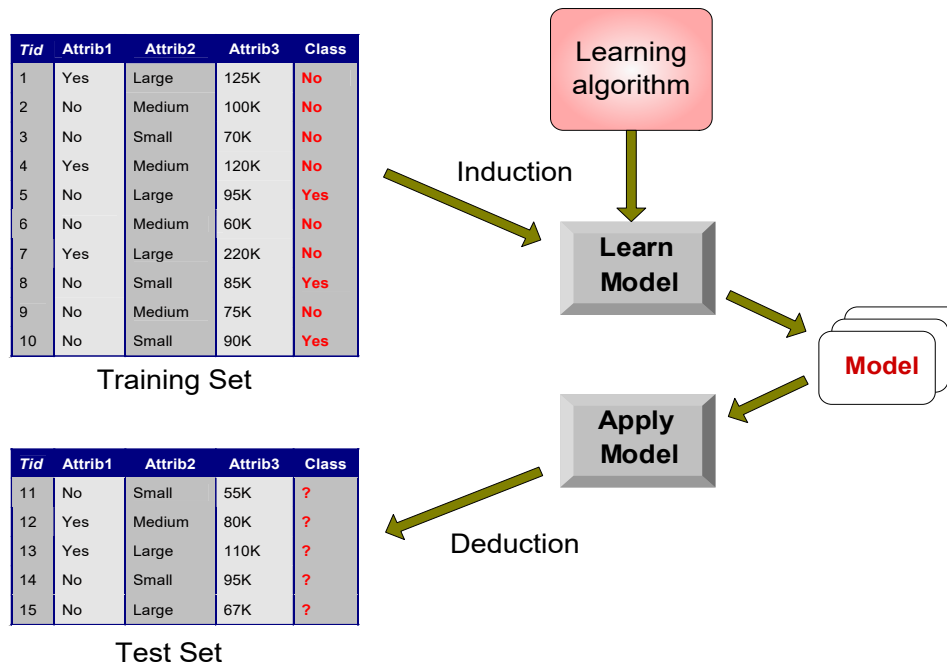 Tid Attrib1 Attrib2 Attrib3 Class
1 Yes Large 125K No
2 No Medium 100K No
3 No Small 70K No
4 Yes Medium 120K No
5 No Large 95K Yes
6 No Medium 60K No
7 Yes Large 220K No
8 No Small 85K Yes
9 No Medium 75K No
10 No Small 90K Yes
Training Set
Learning
algorithm
Induction
Learn
Model
Model
Apply
Model
Deduction
Tid Attrib1 Attrib2 Attrib3 Class
11 No Small 55K ?
12 Yes Medium 80K ?
13 Yes Large 110K ?
14 No Small 95K ?
15 No Large 67K ?
Test Set